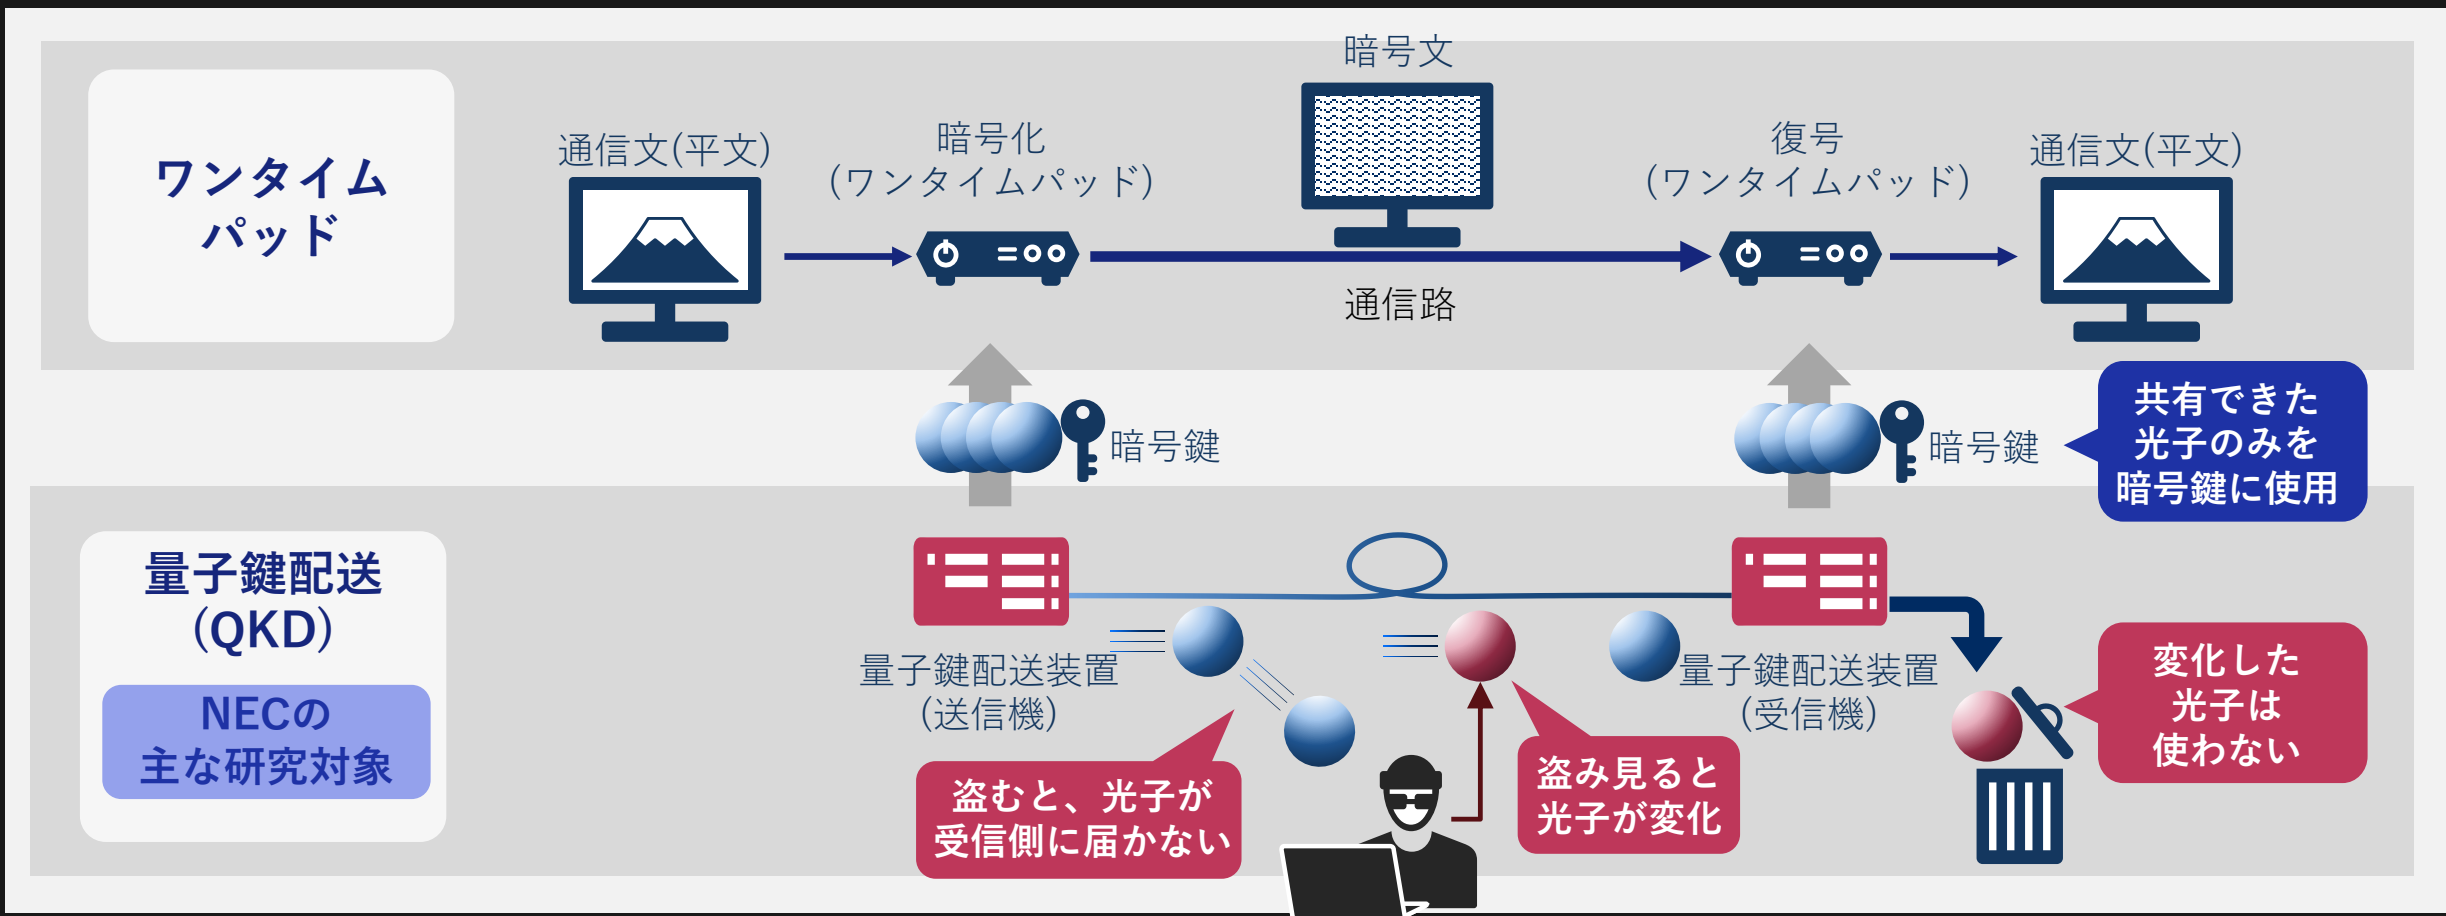 ワンタイム
パッド
通信文(平文)
暗号化
(ワンタイムパッド)
暗号文
通信路
復号
(ワンタイムパッド)
通信文(平文)
暗号鍵
暗号鍵
共有できた
光子のみを
暗号鍵に使用
量子鍵配送
(QKD)
NECの
主な研究対象
量子鍵配送装置
(送信機)
量子鍵配送装置
(受信機)
盗むと、光子が
受信側に届かない
盗み見ると
光子が変化
変化した
光子は
使わない